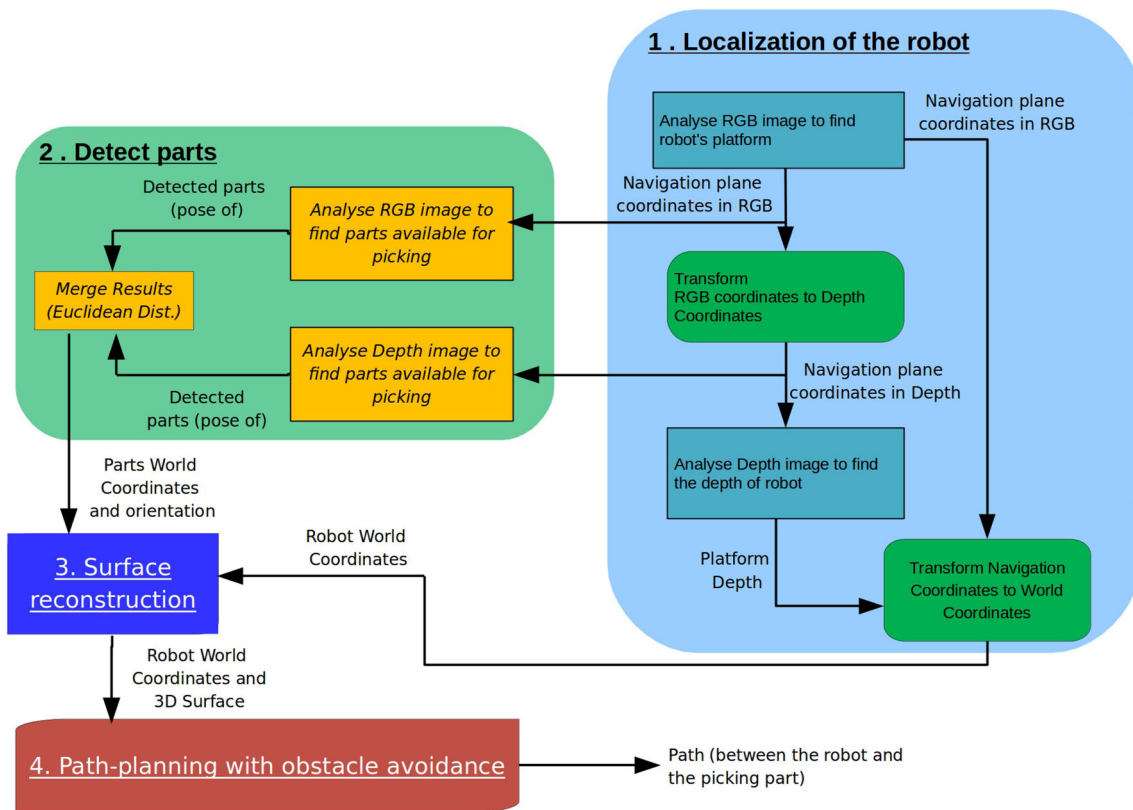 1 . Localization of the robot
Analyse RGB image to find
robot's platform
Navigation plane
coordinates in RGB
Navigation plane
coordinates in RGB
Transform
RGB coordinates to Depth
Coordinates
Navigation plane
coordinates in Depth
Analyse Depth image to find
the depth of robot
Platform
Depth
Transform Navigation
Coordinates to World
Coordinates
2 . Detect parts
Detected parts
(pose of)
Analyse RGB image to
find parts available for
picking
Merge Results
(Euclidean Dist.)
Analyse Depth image to
find parts available for
picking
Detected
parts (pose of)
Parts World
Coordinates
and orientation
Robot World
Coordinates
3. Surface
reconstruction
Robot World
Coordinates and
3D Surface
4. Path-planning with obstacle avoidance
Path (between the robot and
the picking part)